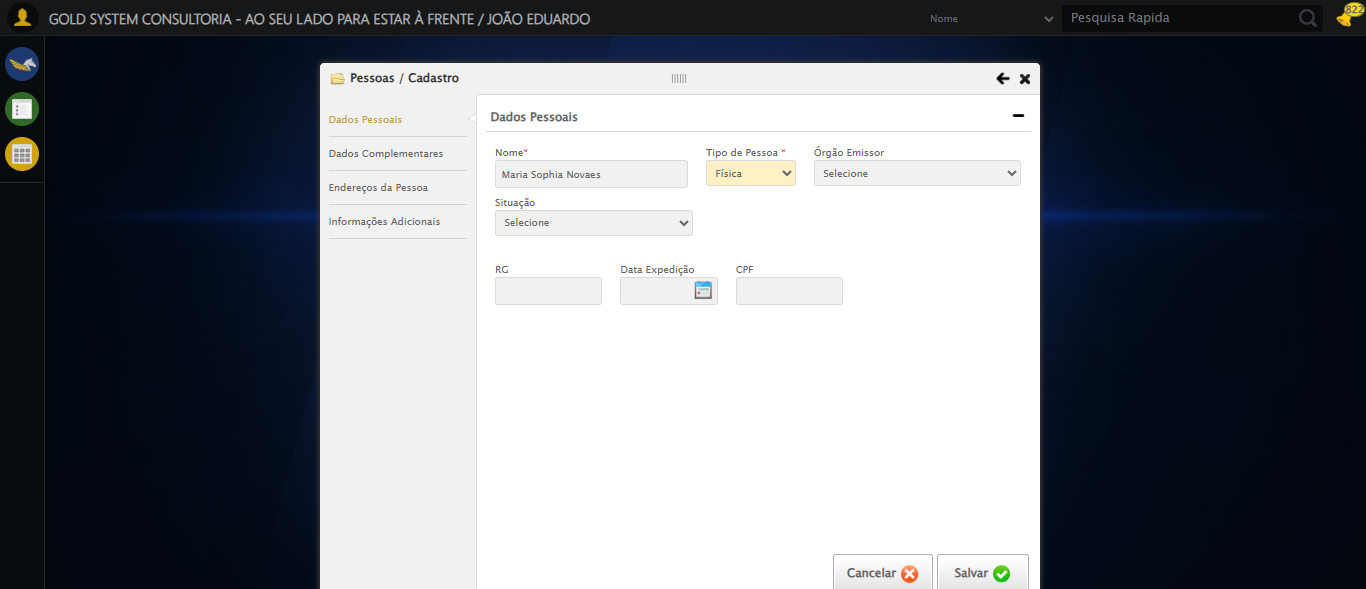 GOLD SYSTEM CONSULTORIA - AO SEU LADO PARA ESTAR À FRENTE / JOÃO EDUARDO
Nome
Pesquisa Rapida
822
Pessoas / Cadastro
Dados Pessoais
Dados Complementares
Endereços da Pessoa
Informações Adicionais
Dados Pessoais
Nome* Tipo de Pessoa * Órgão Emissor
Maria Sophia Novaes Física Selecione
Situação
Selecione
RG Data Expedição CPF
Cancelar Salvar